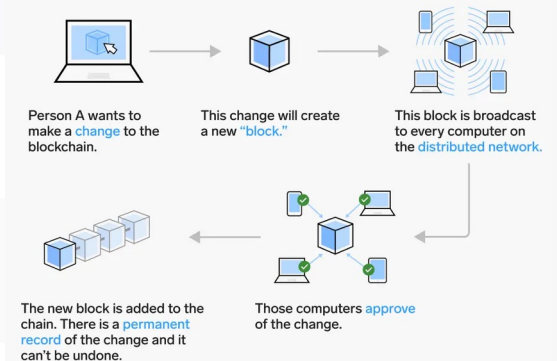 Person A wants to
make a change to the
blockchain.
This change will create
a new “block.”
This block is broadcast
to every computer on
the distributed network.
Those computers approve
of the change.
The new block is added to the
chain. There is a permanent
record of the change and it
can’t be undone.